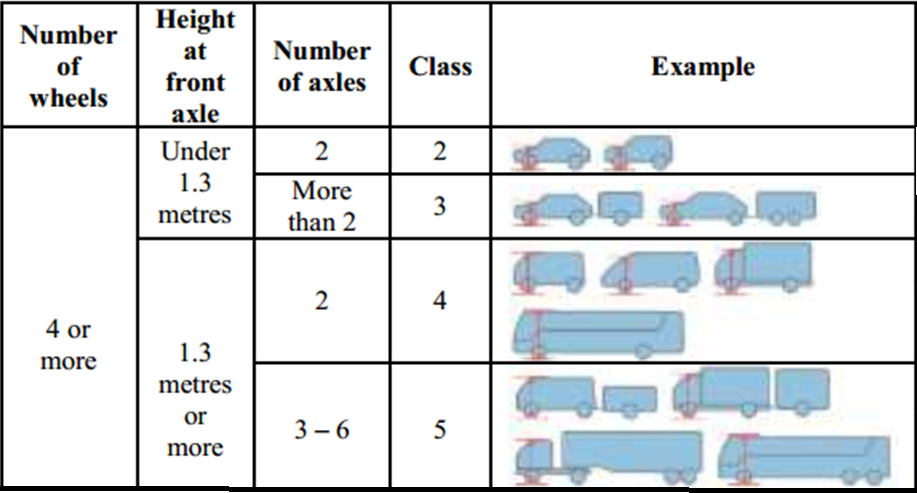 Number
of
wheels
Height
at
front
axle
Number
of axles
Class
Example
4 or
more
Under
1.3
metres
2
2
More
than 2
3
1.3
metres
or
more
2
4
3 – 6
5